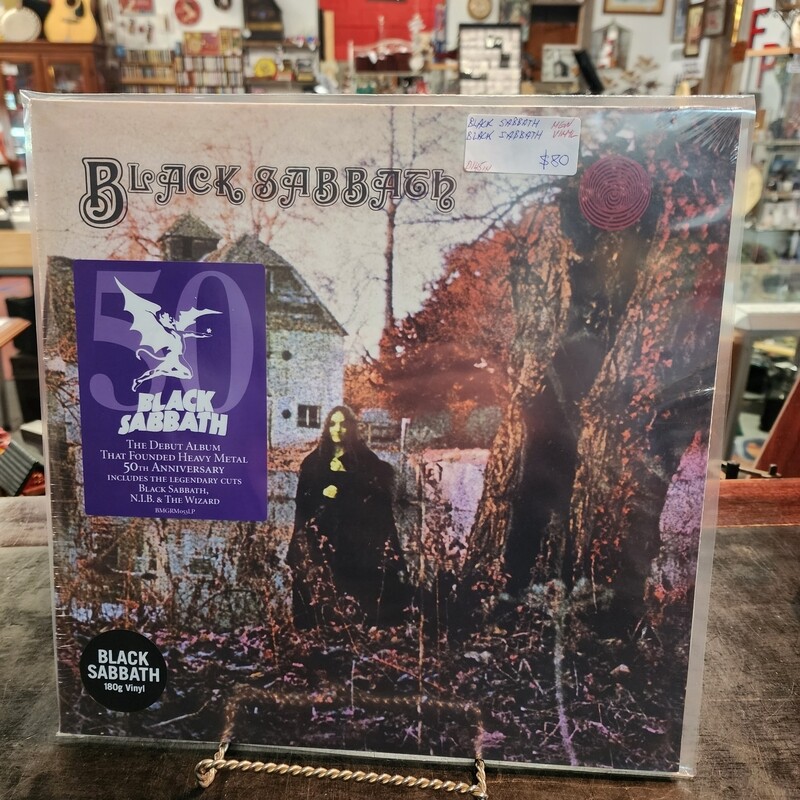 BLACK SABBATH NEW
BLACK SABBATH VINYL
$80
BLACK SABBATH
50
BLACK
SABBATH
THE DEBUT ALBUM
THAT FOUNDED HEAVY METAL
50TH ANNIVERSARY
INCLUDES THE LEGENDARY CUTS
BLACK SABBATH,
N.I.B. & THE WIZARD
BMGRM053LP
BLACK
SABBATH
180g Vinyl